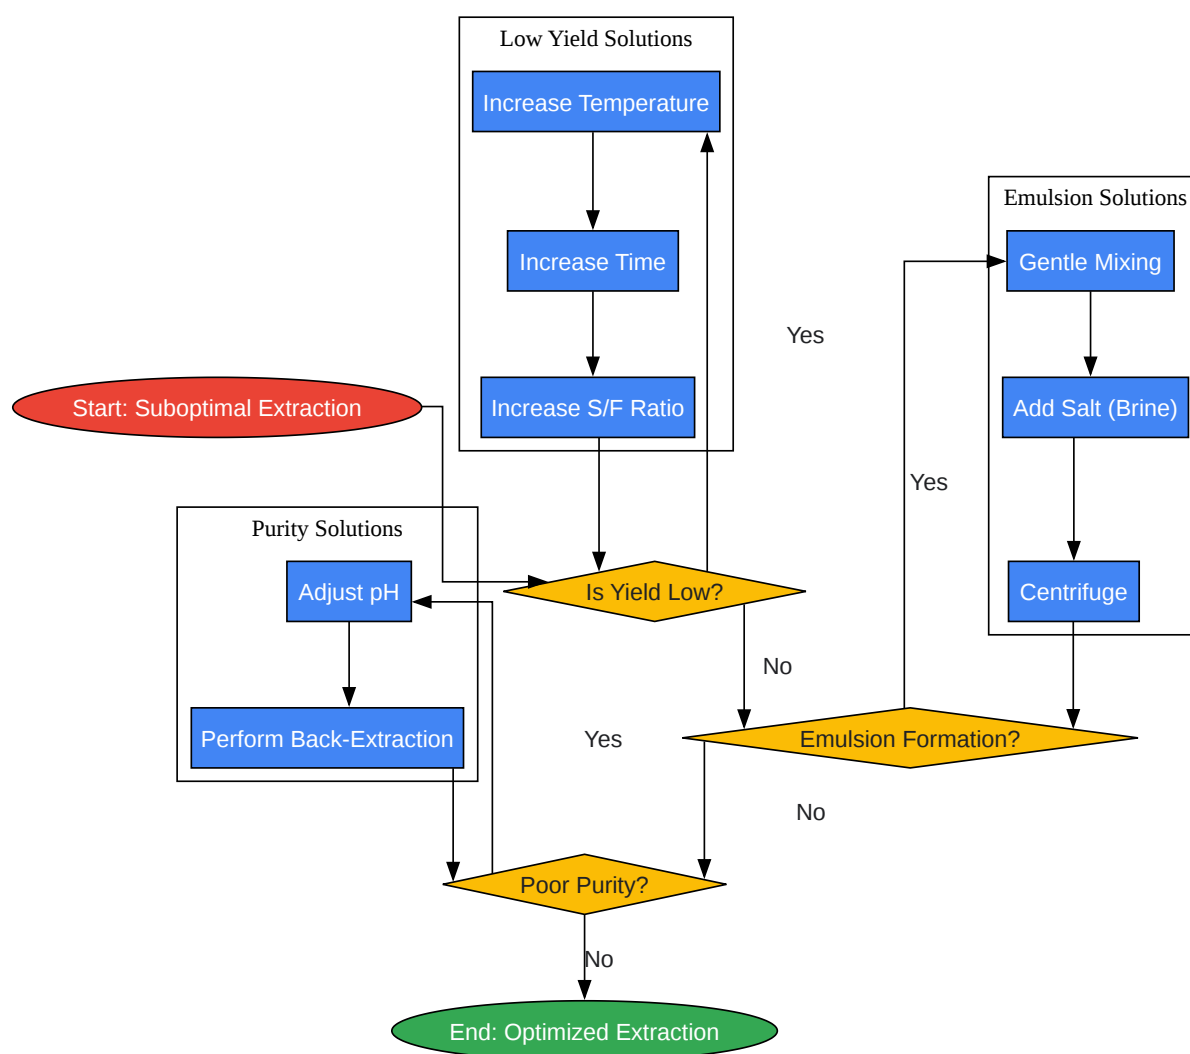 Low Yield Solutions
Increase Temperature
Emulsion Solutions
Gentle Mixing
Increase Time
Yes
Start: Suboptimal Extraction
Increase S/F Ratio
Add Salt (Brine)
Yes
Purity Solutions
Adjust pH
Is Yield Low?
Centrifuge
No
Perform Back-Extraction
Yes
Emulsion Formation?
No
Poor Purity?
No
End: Optimized Extraction